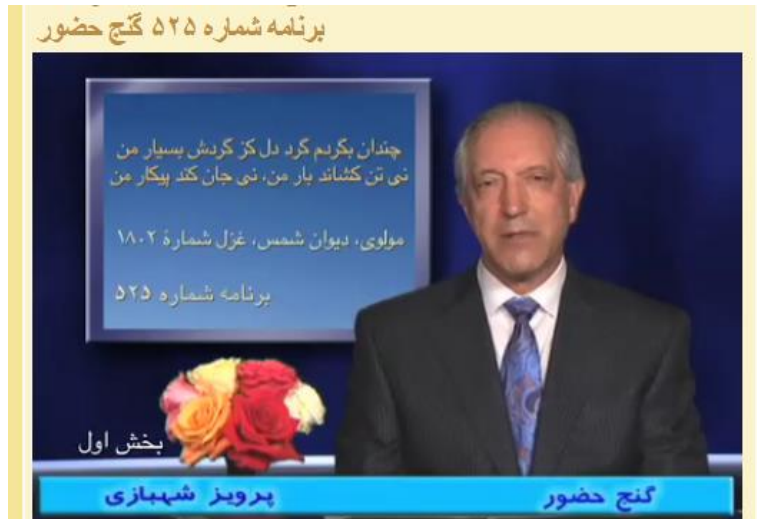 برنامه شماره ۵۲۵ گنج حضور
چندان بگردم گرد دل کز گردش بسیار من
نی تن کشاند بار من، نی جان کند پیکار من
مولوی، دیوان شمس، غزل شمارهٔ ۱۸۰۲
برنامه شماره ۵۲۵
بخش اول
گنج حضور
پرویز شهبازی